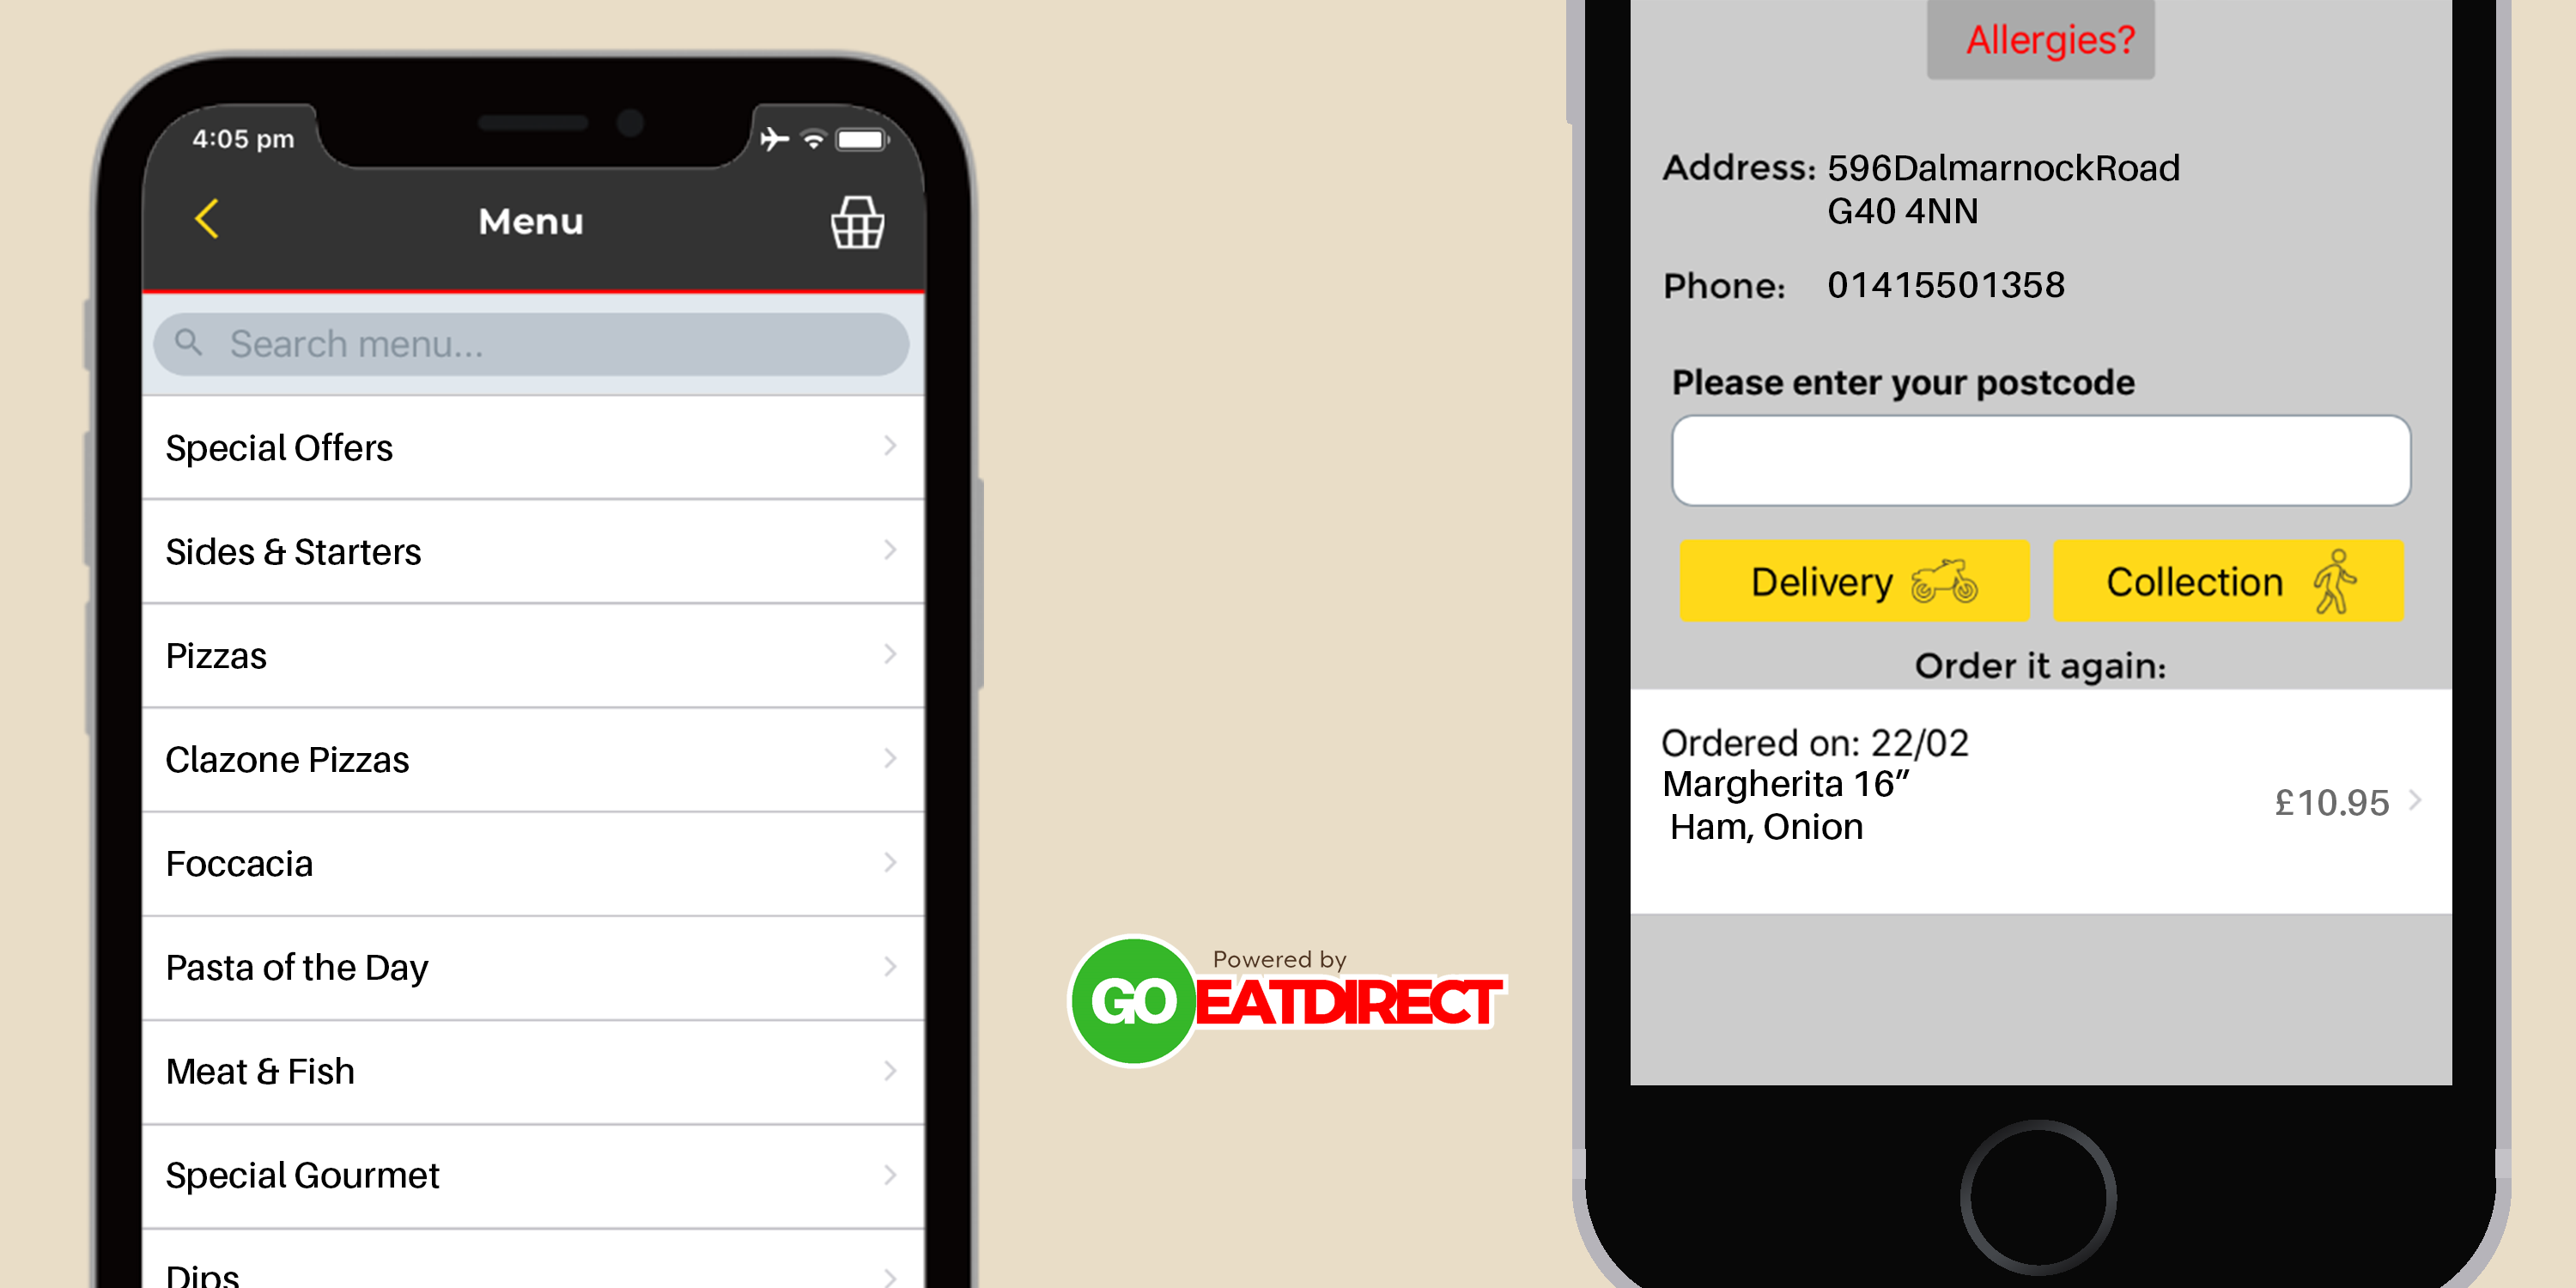 4:05 pm
Menu
Search menu...
Special Offers
Sides & Starters
Pizzas
Clazone Pizzas
Foccacia
Pasta of the Day
Meat & Fish
Special Gourmet
Dips
Powered by
GO EATDIRECT
Allergies?
Address: 596DalmarnockRoad
G40 4NN
Phone: 01415501358
Please enter your postcode
Delivery
Collection
Order it again:
Ordered on: 22/02
Margherita 16”
Ham, Onion
£10.95